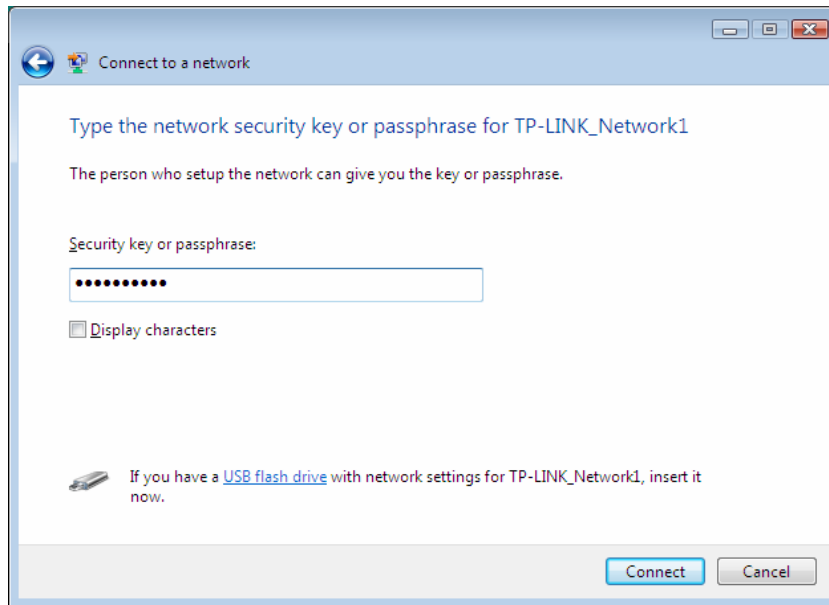 Connect to a network
Type the network security key or passphrase for TP-LINK_Network1
The person who setup the network can give you the key or passphrase.
Security key or passphrase:
••••••••••
Display characters
If you have a USB flash drive with network settings for TP-LINK_Network1, insert it
now.
Connect Cancel